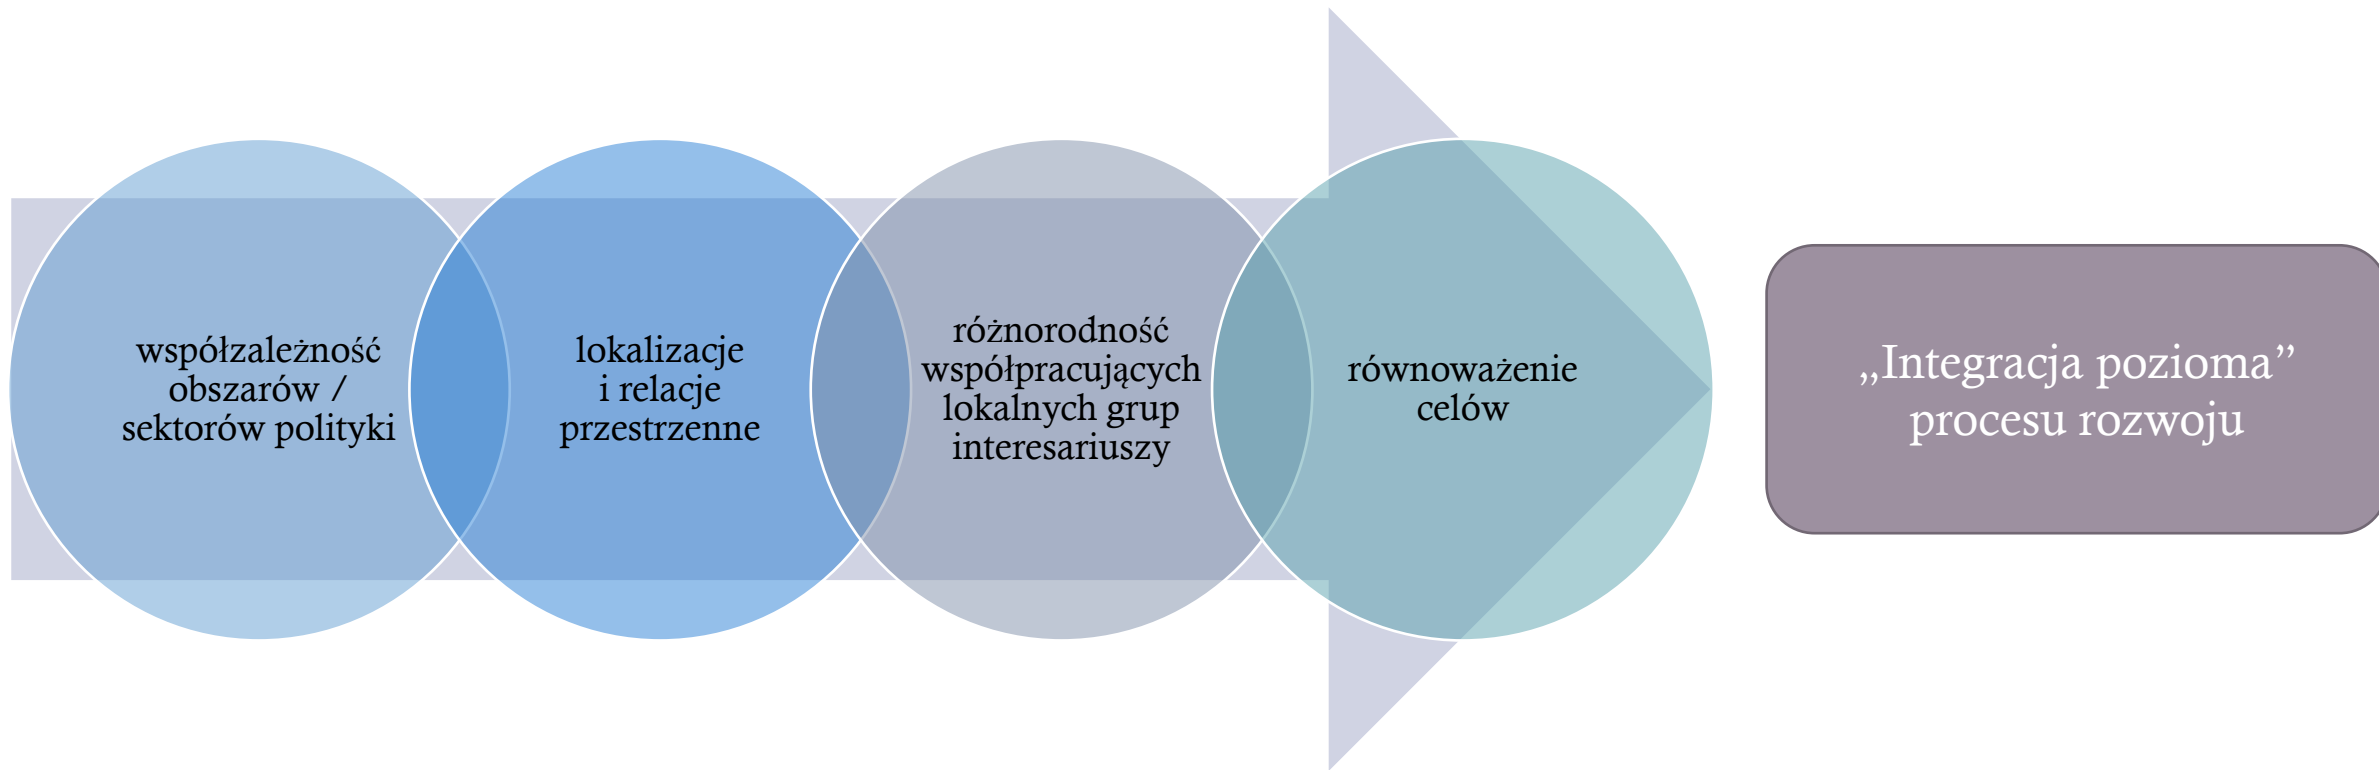 współzależność
obszarów /
sektorów polityki
lokalizacje
i relacje
przestrzenne
różnorodność
współpracujących
lokalnych grup
interesariuszy
równoważenie
celów
„Integracja pozioma”
procesu rozwoju